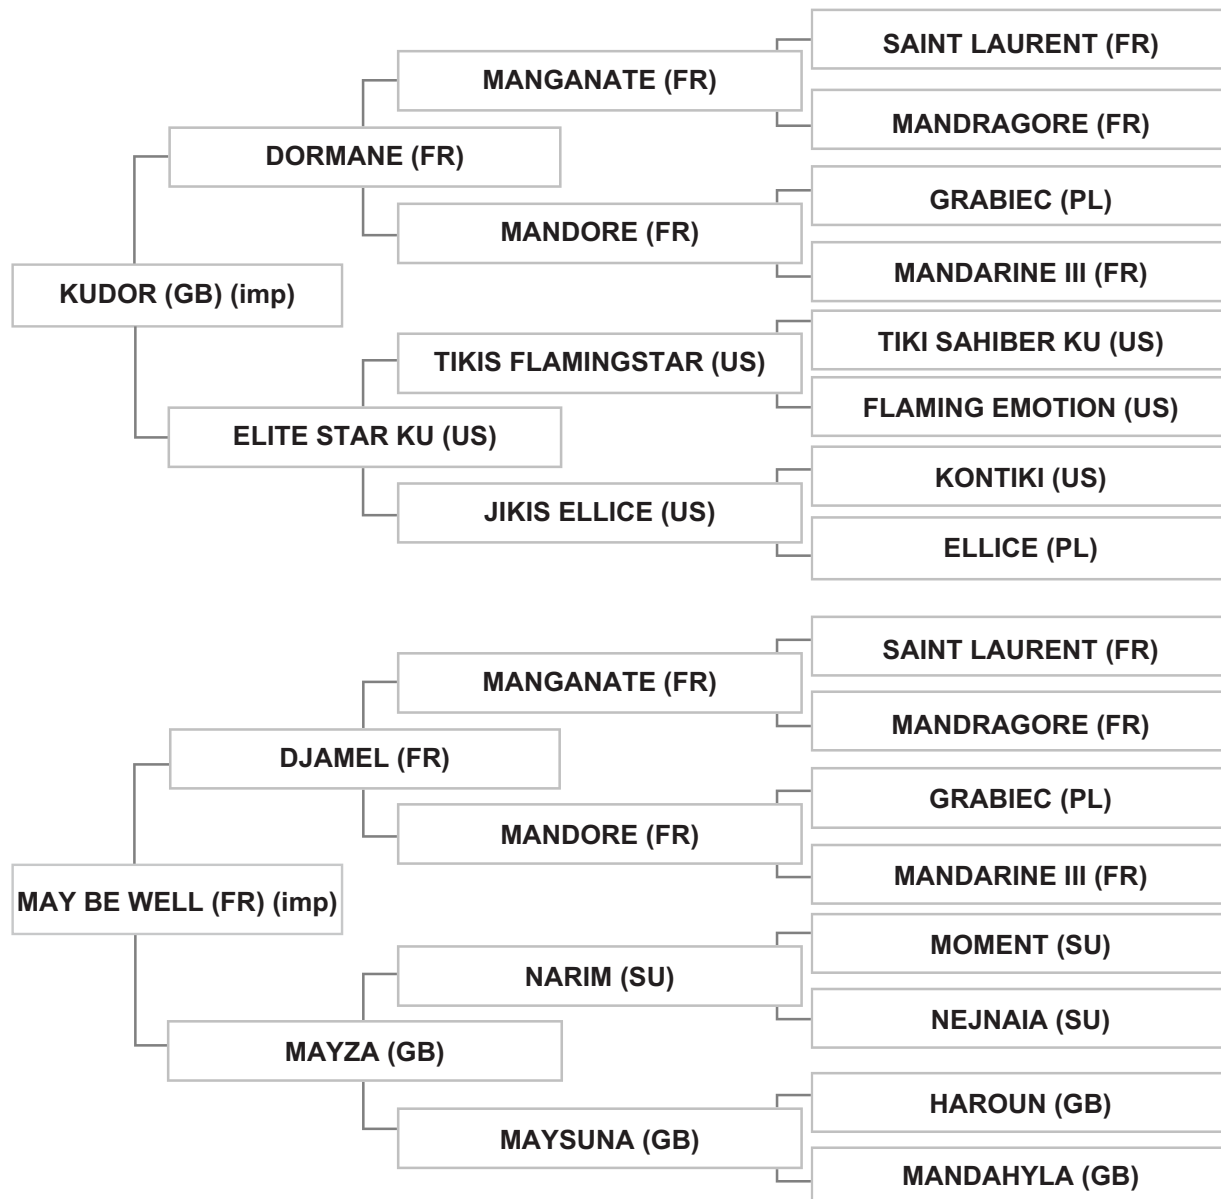 SAINT LAURENT (FR)
MANGANATE (FR)
MANDRAGORE (FR)
DORMANE (FR)
GRABIEC (PL)
MANDORE (FR)
MANDARINE III (FR)
KUDOR (GB) (imp)
TIKI SAHIBER KU (US)
TIKIS FLAMINGSTAR (US)
FLAMING EMOTION (US)
ELITE STAR KU (US)
KONTIKI (US)
JIKIS ELLICE (US)
ELLICE (PL)
SAINT LAURENT (FR)
MANGANATE (FR)
MANDRAGORE (FR)
DJAMEL (FR)
GRABIEC (PL)
MANDORE (FR)
MANDARINE III (FR)
MAY BE WELL (FR) (imp)
MOMENT (SU)
NARIM (SU)
NEJNAIA (SU)
MAYZA (GB)
HAROUN (GB)
MAYSUNA (GB)
MANDAHYLA (GB)